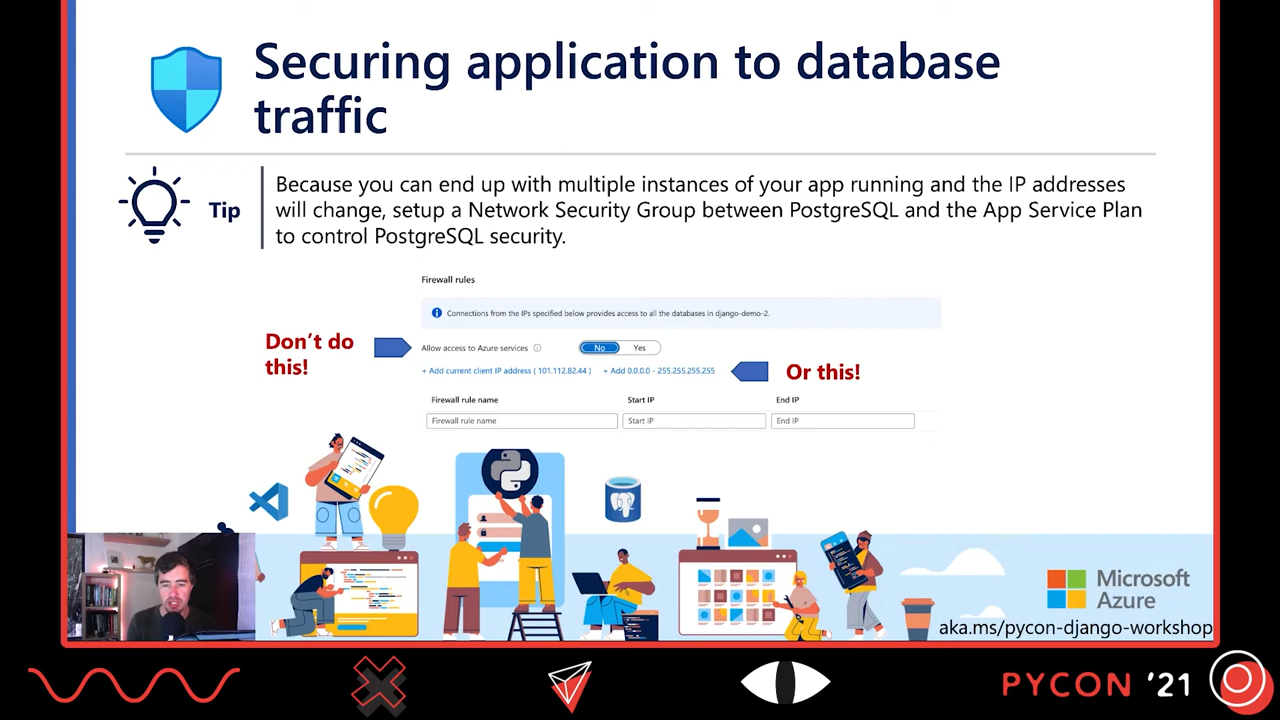 Securing application to database
traffic
Tip
Because you can end up with multiple instances of your app running and the IP addresses
will change, setup a Network Security Group between PostgreSQL and the App Service Plan
to control PostgreSQL security.
Firewall rules
Connections from the IPs specified below provides access to all the databases in django-demo-2.
Don't do
this!
Allow access to Azure services
No Yes
+ Add current client IP address ( 101.112.82.44 ) + Add 0.0.0.0 - 255.255.255.255
Or this!
Firewall rule name Start IP End IP
Firewall rule name Start IP End IP
Microsoft
Azure
aka.ms/pycon-django-workshop
PYCON '21